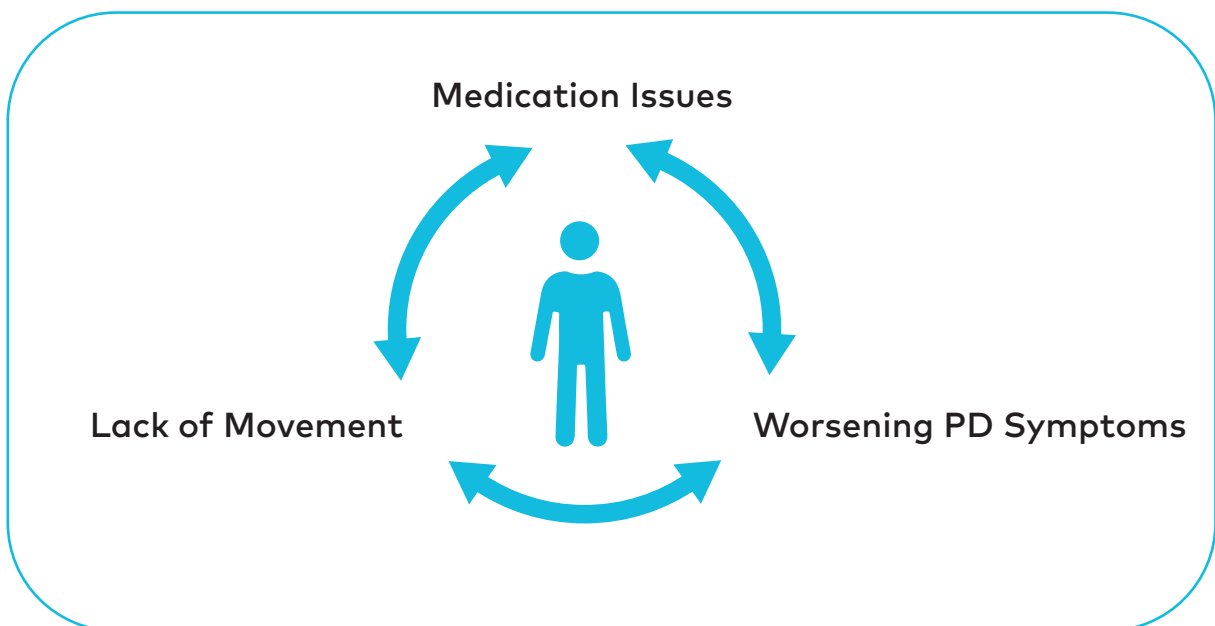 Medication Issues
Lack of Movement
Worsening PD Symptoms